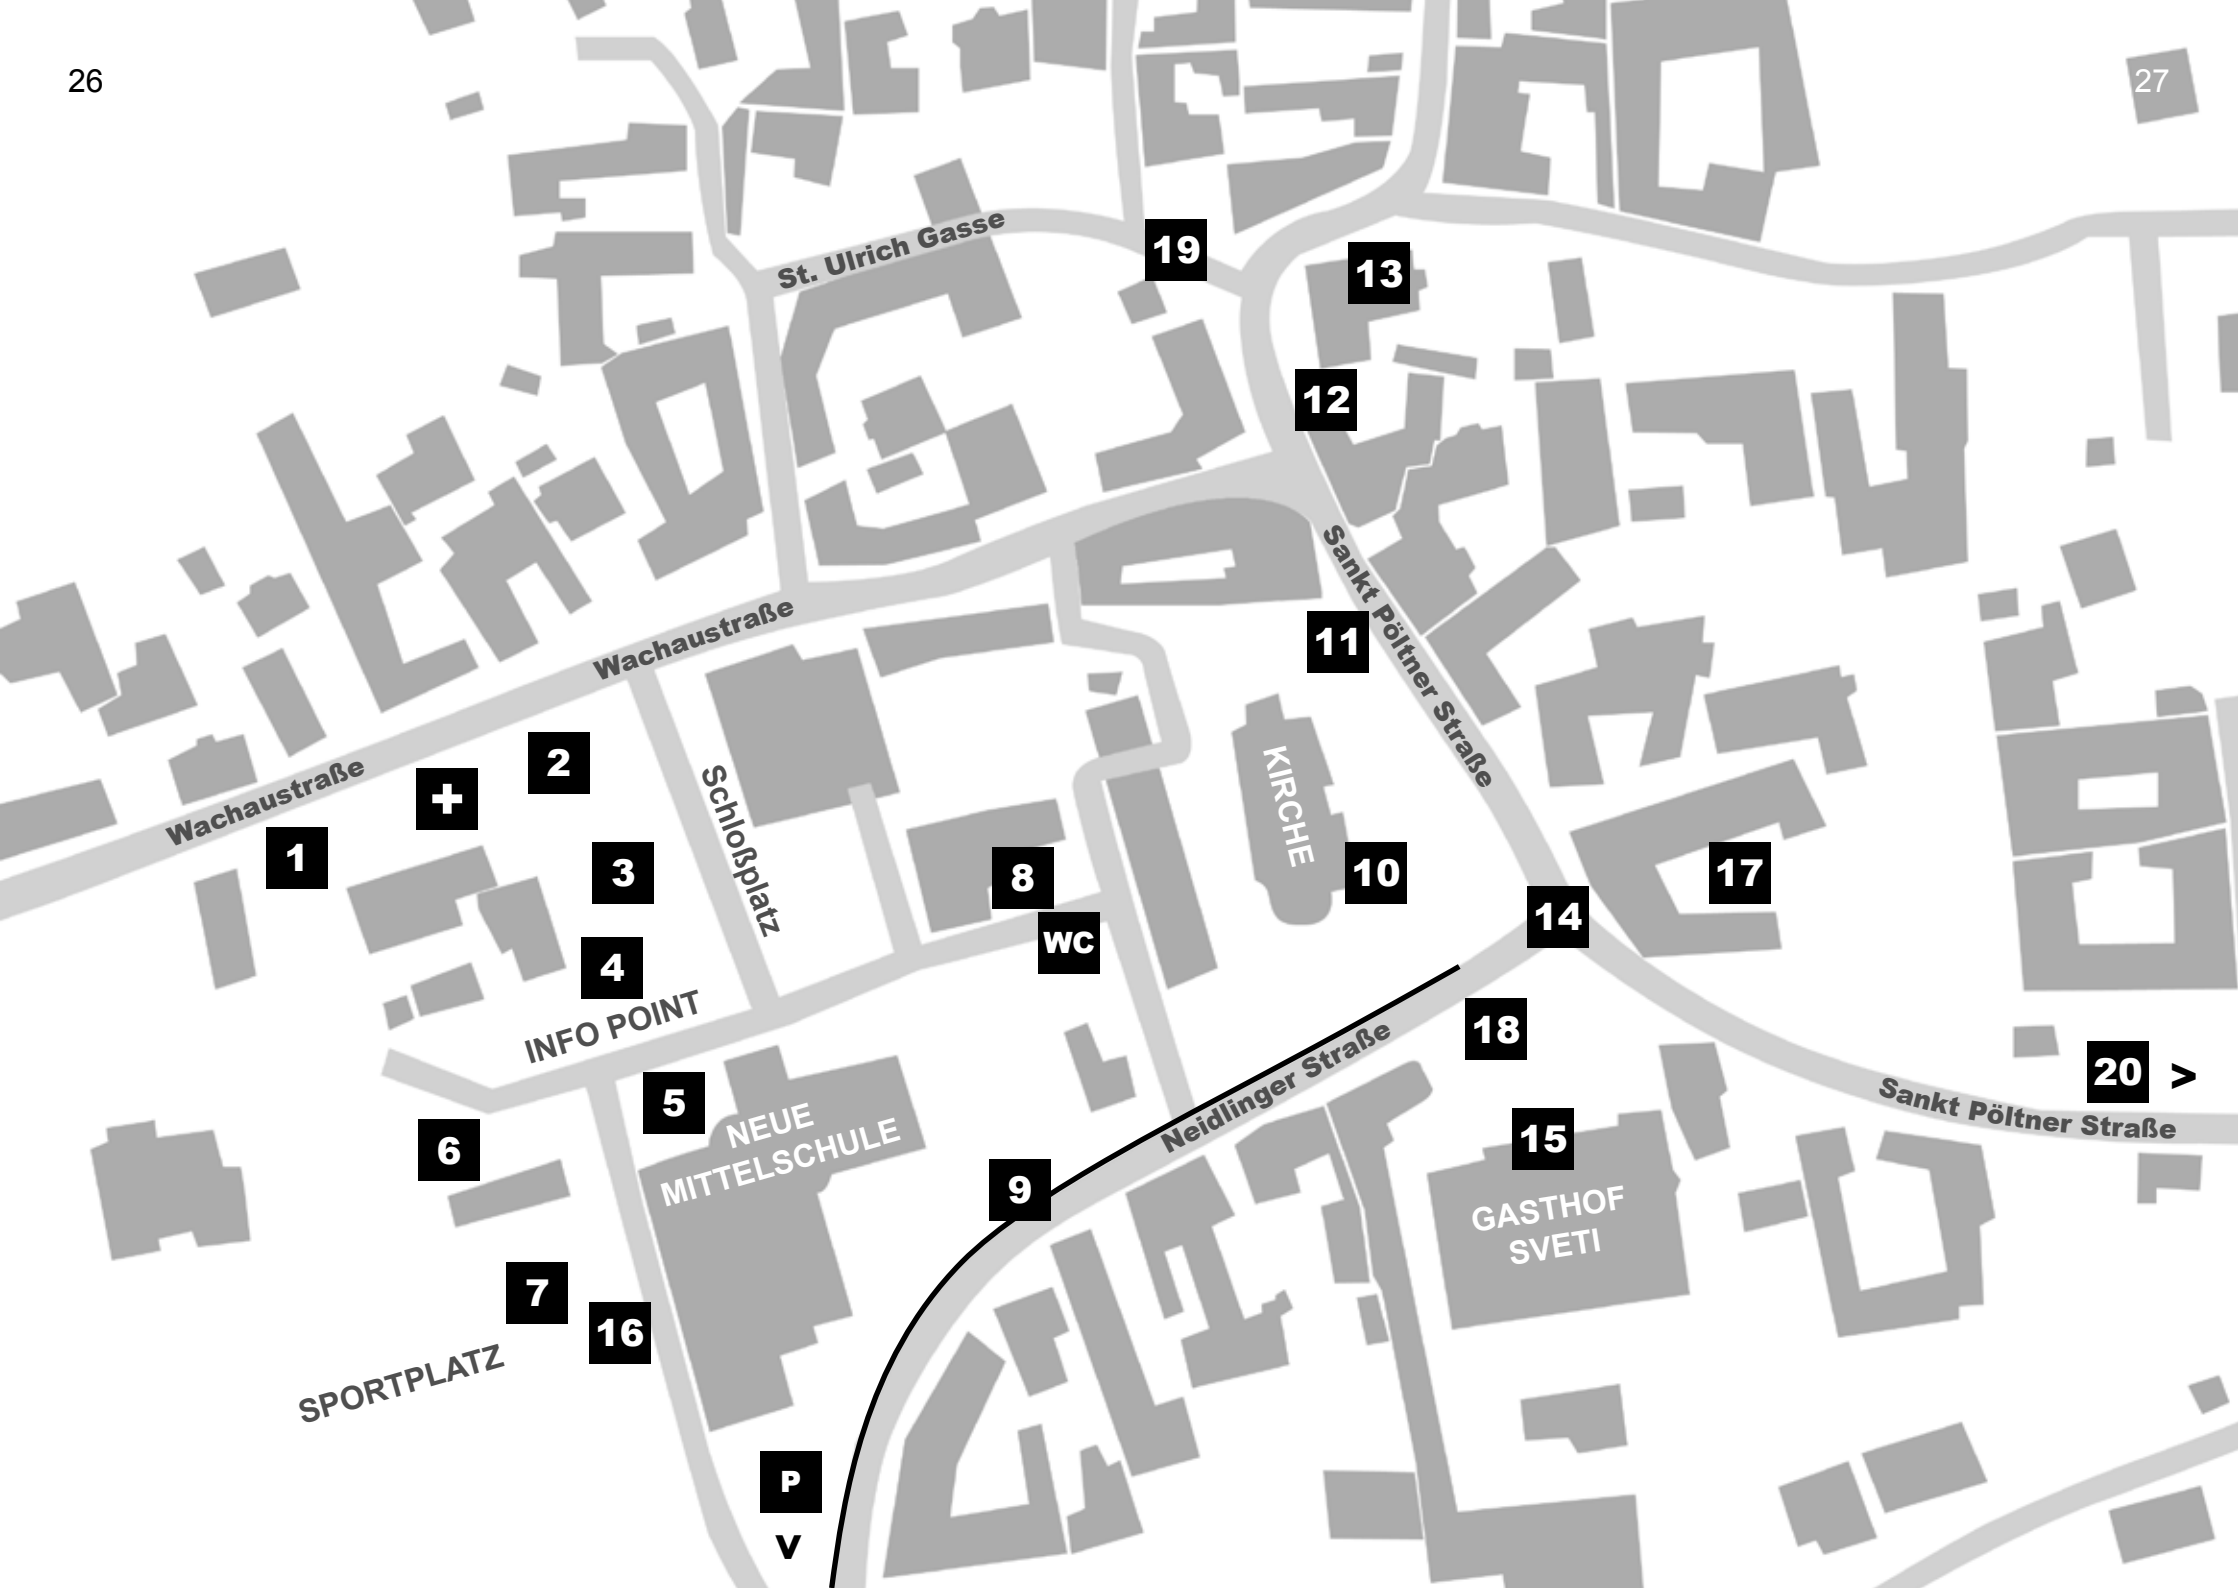 26
27
St. Ulrich Gasse
19
13
12
Sankt Pöltner Straße
Wachaustraße
11
2
+
Wachaustraße
1
3
Schloßplatz
8
KIRCHE
10
17
WC
14
4
INFO POINT
18
Neidlinger Straße
20 >
5
NEUE
MITTELSCHULE
Sankt Pöltner Straße
6
15
9
GASTHOF
SVETI
7
16
SPORTPLATZ
P
v